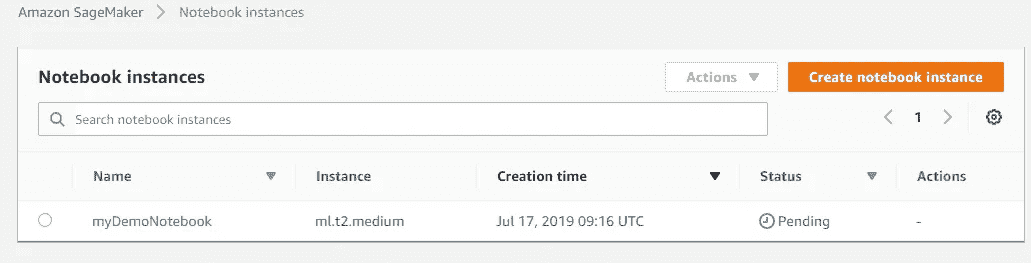 Amazon SageMaker > Notebook instances
Notebook instances
Actions
Create notebook instance
Search notebook instances
< 1 >
Name Instance Creation time Status Actions
myDemoNotebook ml.t2.medium Jul 17, 2019 09:16 UTC Pending -